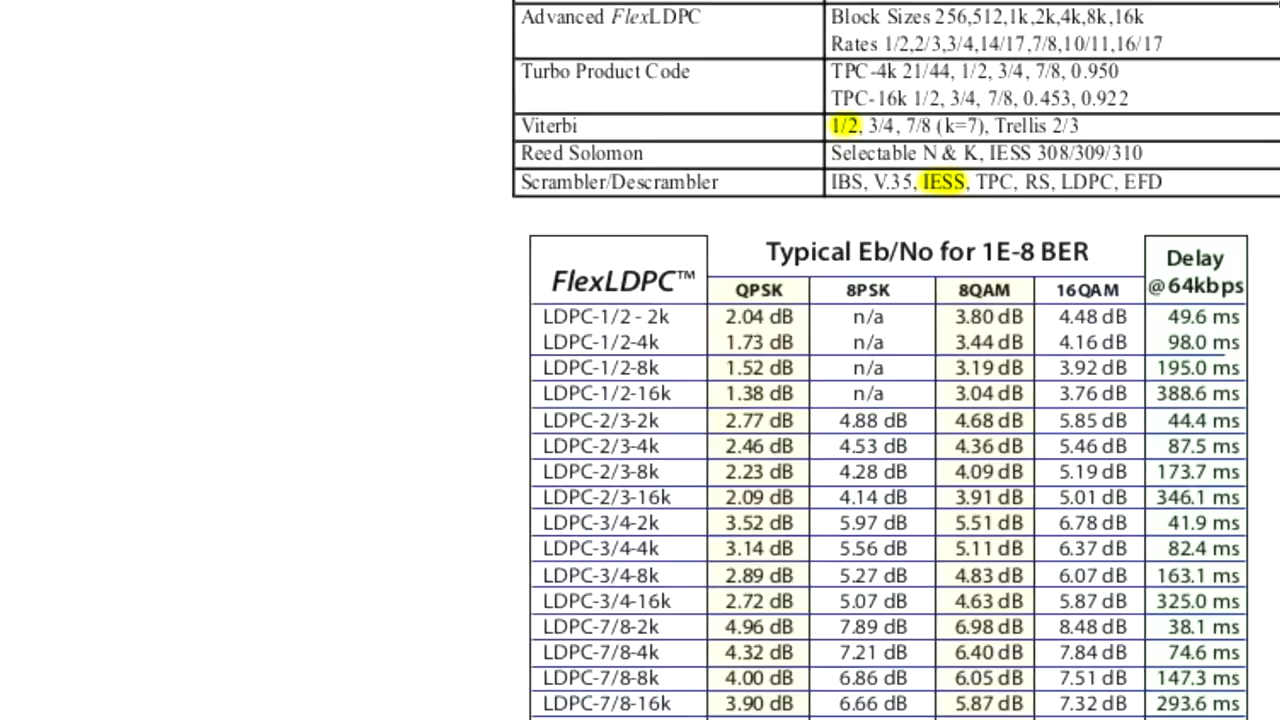 Advanced FlexLDPC Block Sizes 256,512,1k,2k,4k,8k,16k
Rates 1/2,2/3,3/4,14/17,7/8,10/11,16/17
Turbo Product Code TPC-4k 21/44, 1/2, 3/4, 7/8, 0.950
TPC-16k 1/2, 3/4, 7/8, 0.453, 0.922
Viterbi 1/2, 3/4, 7/8 (k=7), Trellis 2/3
Reed Solomon Selectable N & K, IESS 308/309/310
Scrambler/Descrambler IBS, V.35, IESS, TPC, RS, LDPC, EFD
FlexLDPC™ Typical Eb/No for 1E-8 BER Delay @64kbps
QPSK 8PSK 8QAM 16QAM
LDPC-1/2 - 2k 2.04 dB n/a 3.80 dB 4.48 dB 49.6 ms
LDPC-1/2-4k 1.73 dB n/a 3.44 dB 4.16 dB 98.0 ms
LDPC-1/2-8k 1.52 dB n/a 3.19 dB 3.92 dB 195.0 ms
LDPC-1/2-16k 1.38 dB n/a 3.04 dB 3.76 dB 388.6 ms
LDPC-2/3-2k 2.77 dB 4.88 dB 4.68 dB 5.85 dB 44.4 ms
LDPC-2/3-4k 2.46 dB 4.53 dB 4.36 dB 5.46 dB 87.5 ms
LDPC-2/3-8k 2.23 dB 4.28 dB 4.09 dB 5.19 dB 173.7 ms
LDPC-2/3-16k 2.09 dB 4.14 dB 3.91 dB 5.01 dB 346.1 ms
LDPC-3/4-2k 3.52 dB 5.97 dB 5.51 dB 6.78 dB 41.9 ms
LDPC-3/4-4k 3.14 dB 5.56 dB 5.11 dB 6.37 dB 82.4 ms
LDPC-3/4-8k 2.89 dB 5.27 dB 4.83 dB 6.07 dB 163.1 ms
LDPC-3/4-16k 2.72 dB 5.07 dB 4.63 dB 5.87 dB 325.0 ms
LDPC-7/8-2k 4.96 dB 7.89 dB 6.98 dB 8.48 dB 38.1 ms
LDPC-7/8-4k 4.32 dB 7.21 dB 6.40 dB 7.84 dB 74.6 ms
LDPC-7/8-8k 4.00 dB 6.86 dB 6.05 dB 7.51 dB 147.3 ms
LDPC-7/8-16k 3.90 dB 6.66 dB 5.87 dB 7.32 dB 293.6 ms